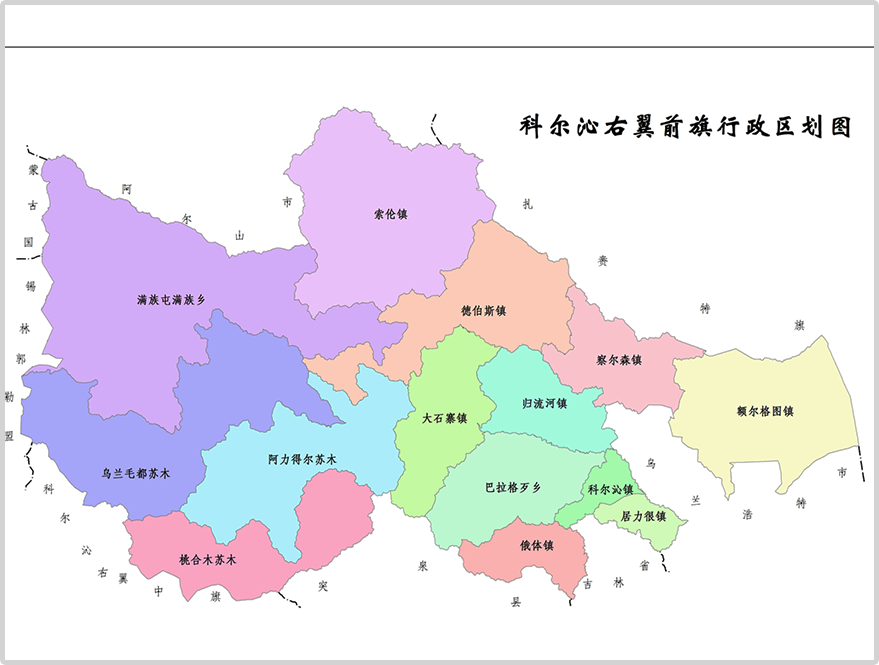 科尔沁右翼前旗行政区划图
蒙古国
锡林郭勒盟
阿尔山市
扎赉特旗
索伦镇
满族屯满族乡
德伯斯镇
察尔森镇
额尔格图镇
归流河镇
大石寨镇
阿力得尔苏木
乌兰毛都苏木
巴拉格歹乡
科尔沁镇
居力很镇
俄体镇
桃合木苏木
乌兰浩特市
科尔沁右翼中旗
突泉县
吉林省